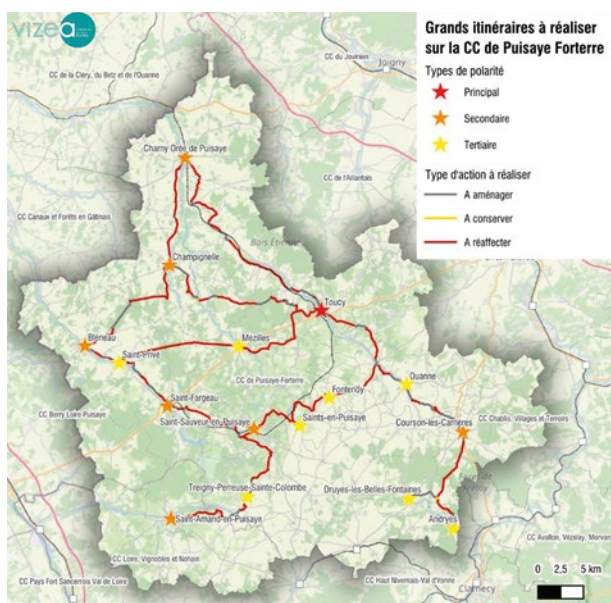 vizea
Grands itinéraires à réaliser
sur la CC de Puisaye Forterre
Types de polarité
Principal
Secondaire
Tertiaire
Type d'action à réaliser
A aménager
A conserver
A réaffecter
CC du Jovinien
Joigny
CC de la Cléry, du Betz et de l'Ouanne
Charny Orée de Puisaye
CC de l'Aillantais
CC Canaux et Forêts en Gâtinais
Champignelle
Toucy
Bléneau
Saint-Privé
Mézilles
CC de Puisaye-Forterre
Ouanne
Fontenoy
Saint-Fargeau
CC Berry Loire Puisaye
Saint-Sauveur-en-Puisaye
Saints-en-Puisaye
Courson-les-Carrières
CC Chablis, Villages et Terroirs
Treigny-Perreuse-Sainte-Colombe
Druyes-les-Belles-Fontaines
Saint-Amand-en-Puisaye
Andryes
CC Avallon, Vézelay, Morvan
CC Loire, Vignobles et Nohain
CC Pays Fort Sancerrois Val de Loire
CC Haut Nivernais-Val d'Yonne
Clamecy
0 2,5 5 km